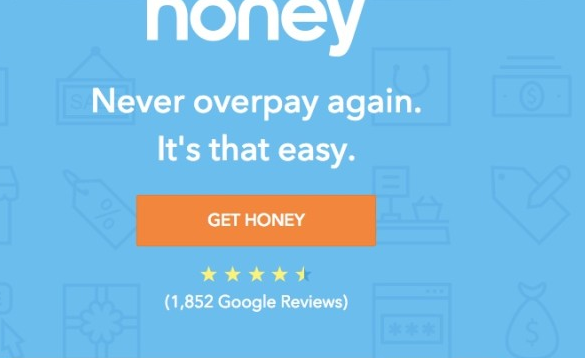 honey
Never overpay again.
It's that easy.
GET HONEY
(1,852 Google Reviews)